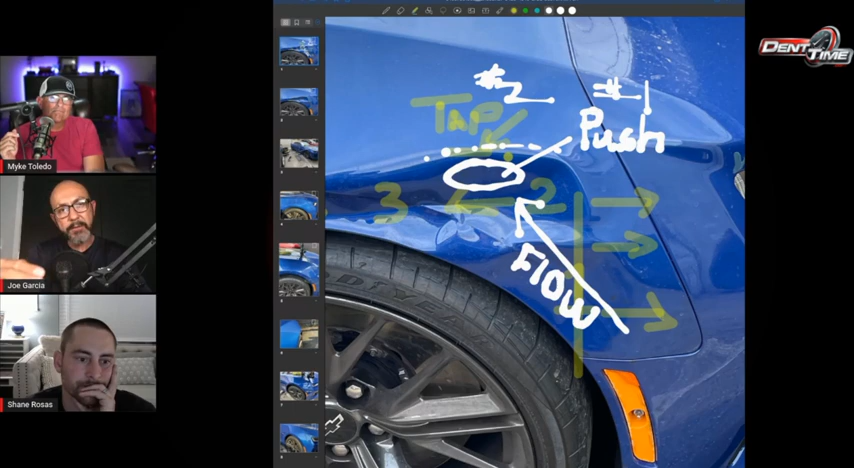 DENT TIME
Myke Toledo
Joe Garcia
Shane Rosas
#2
#1
TAP
Push
3
2
FlOW